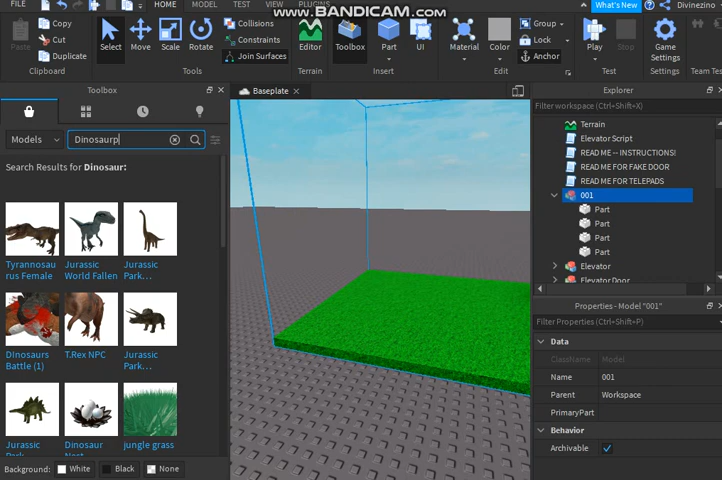 FILE HOME MODEL TEST VIEW PLUGINS
www.BANDICAM.com
What's New Divinezino
Paste Copy Cut Duplicate
Clipboard
Select Move Scale Rotate
Collisions
Constraints
Join Surfaces
Tools
Editor
Terrain
Toolbox Part UI
Insert
Material Color
Group
Lock
Anchor
Edit
Play Stop
Test
Game Settings
Settings
Team Test
Toolbox
Models
Dinosaurp
Search Results for Dinosaur:
Tyrannosau
rus Female
Jurassic
World Fallen
Jurassic
Park...
DInosaurs
Battle (1)
T.Rex NPC
Jurassic
Park...
Jurassic
Park
Dinosaur
Nest
jungle grass
Background: White Black None
Baseplate
Explorer
Filter workspace (Ctrl+Shift+X)
Terrain
Elevator Script
READ ME -- INSTRUCTIONS!
READ ME FOR FAKE DOOR
READ ME FOR TELEPADS
001
Part
Part
Part
Part
Elevator
Elevator Door
Properties - Model "001"
Filter Properties (Ctrl+Shift+P)
Data
ClassName Model
Name 001
Parent Workspace
PrimaryPart
Behavior
Archivable